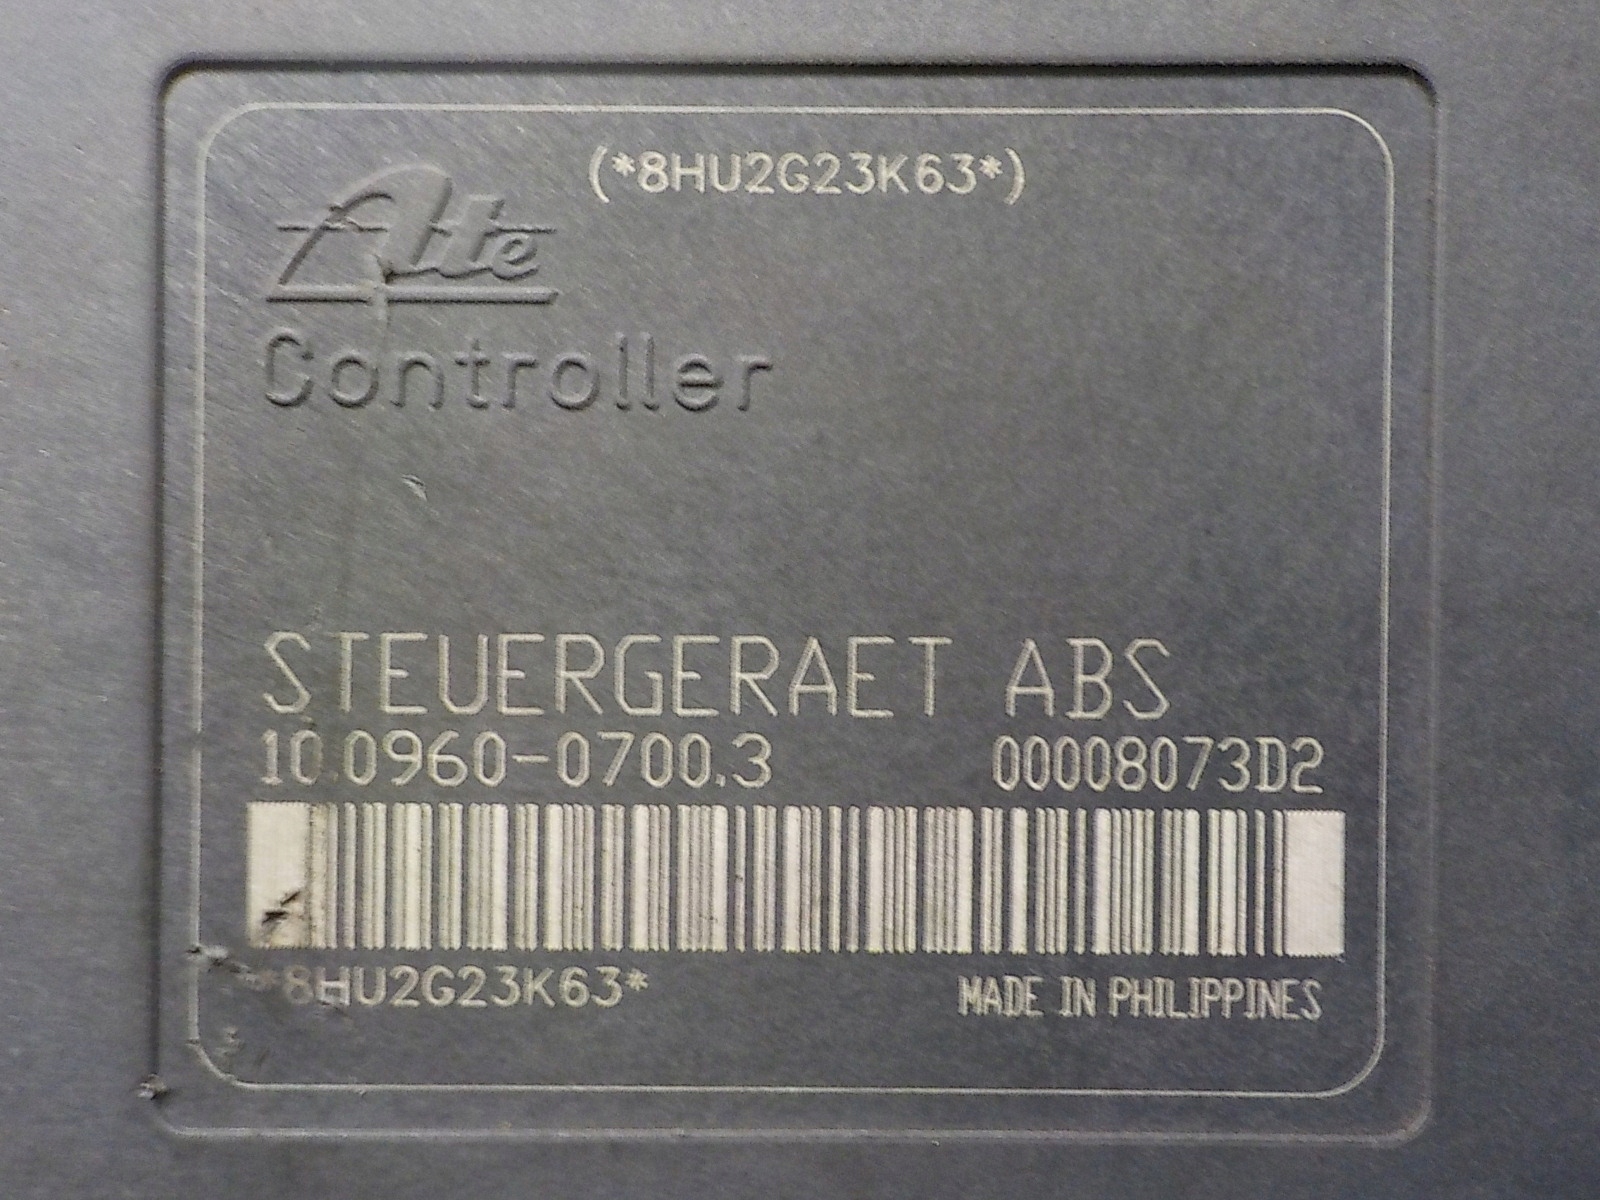 (*8HU2G23K63*)
Ate
Controller
STEUERGERAET ABS
10.0960-0700.3 00008073D2
*8HU2G23K63* MADE IN PHILIPPINES